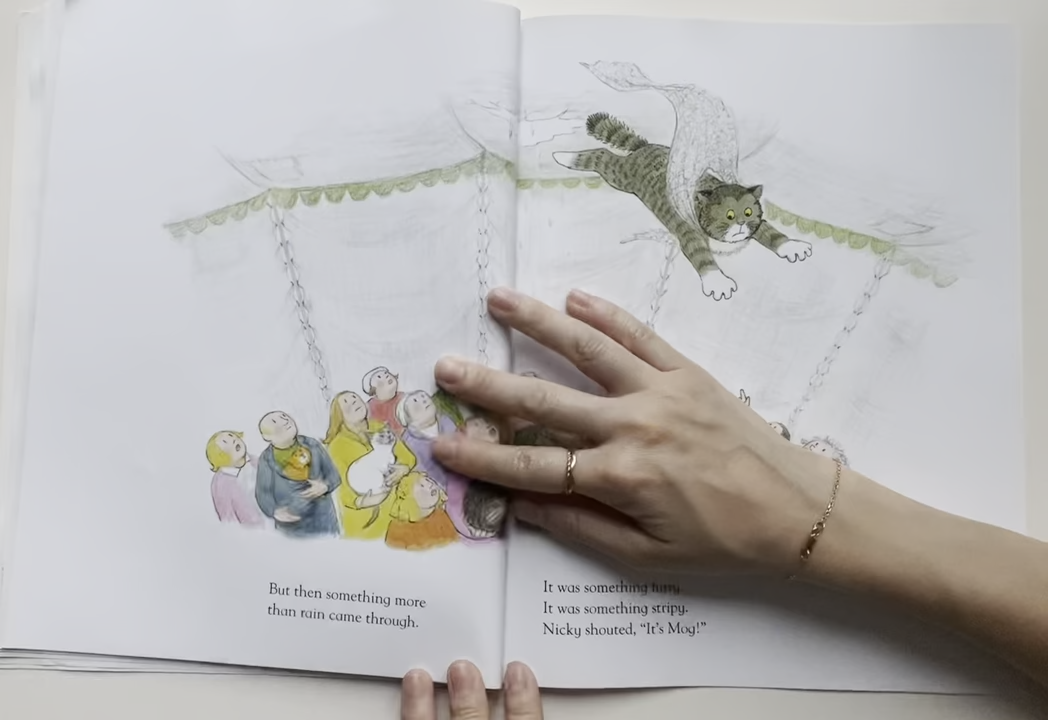 But then something more
than rain came through.
It was something furry.
It was something stripy.
Nicky shouted, “It’s Mog!”